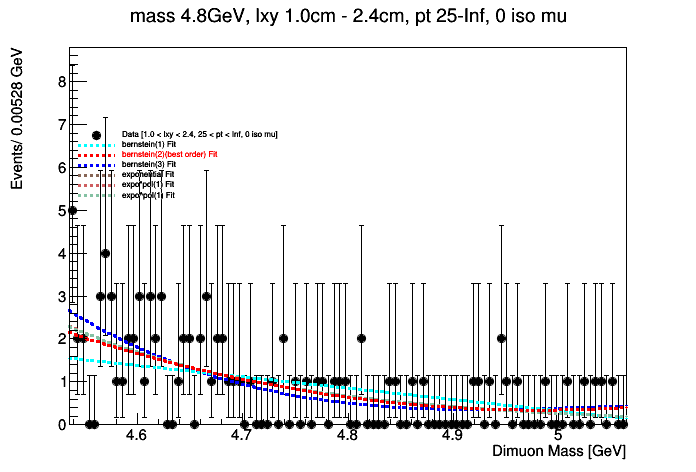 mass 4.8GeV, lxy 1.0cm - 2.4cm, pt 25-Inf, 0 iso mu
Events/ 0.00528 GeV
8
7
Data [1.0 < lxy < 2.4, 25 < pt < Inf, 0 iso mu]
bernstein(1) Fit
bernstein(2)(best order) Fit
bernstein(3) Fit
exponential Fit
expo*pol(1) Fit
expo*pol(1) Fit
6
5
4
3
2
1
0
4.6 4.7 4.8 4.9 5
Dimuon Mass [GeV]